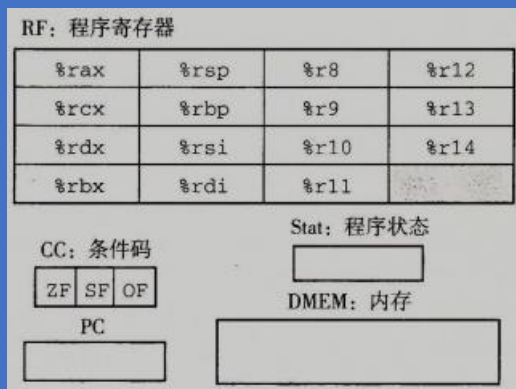 RF: 程序寄存器
%rax %rsp %r8 %r12
%rcx %rbp %r9 %r13
%rdx %rsi %r10 %r14
%rbx %rdi %r11
CC: 条件码
ZF SF OF
PC
Stat: 程序状态
DMEM: 内存